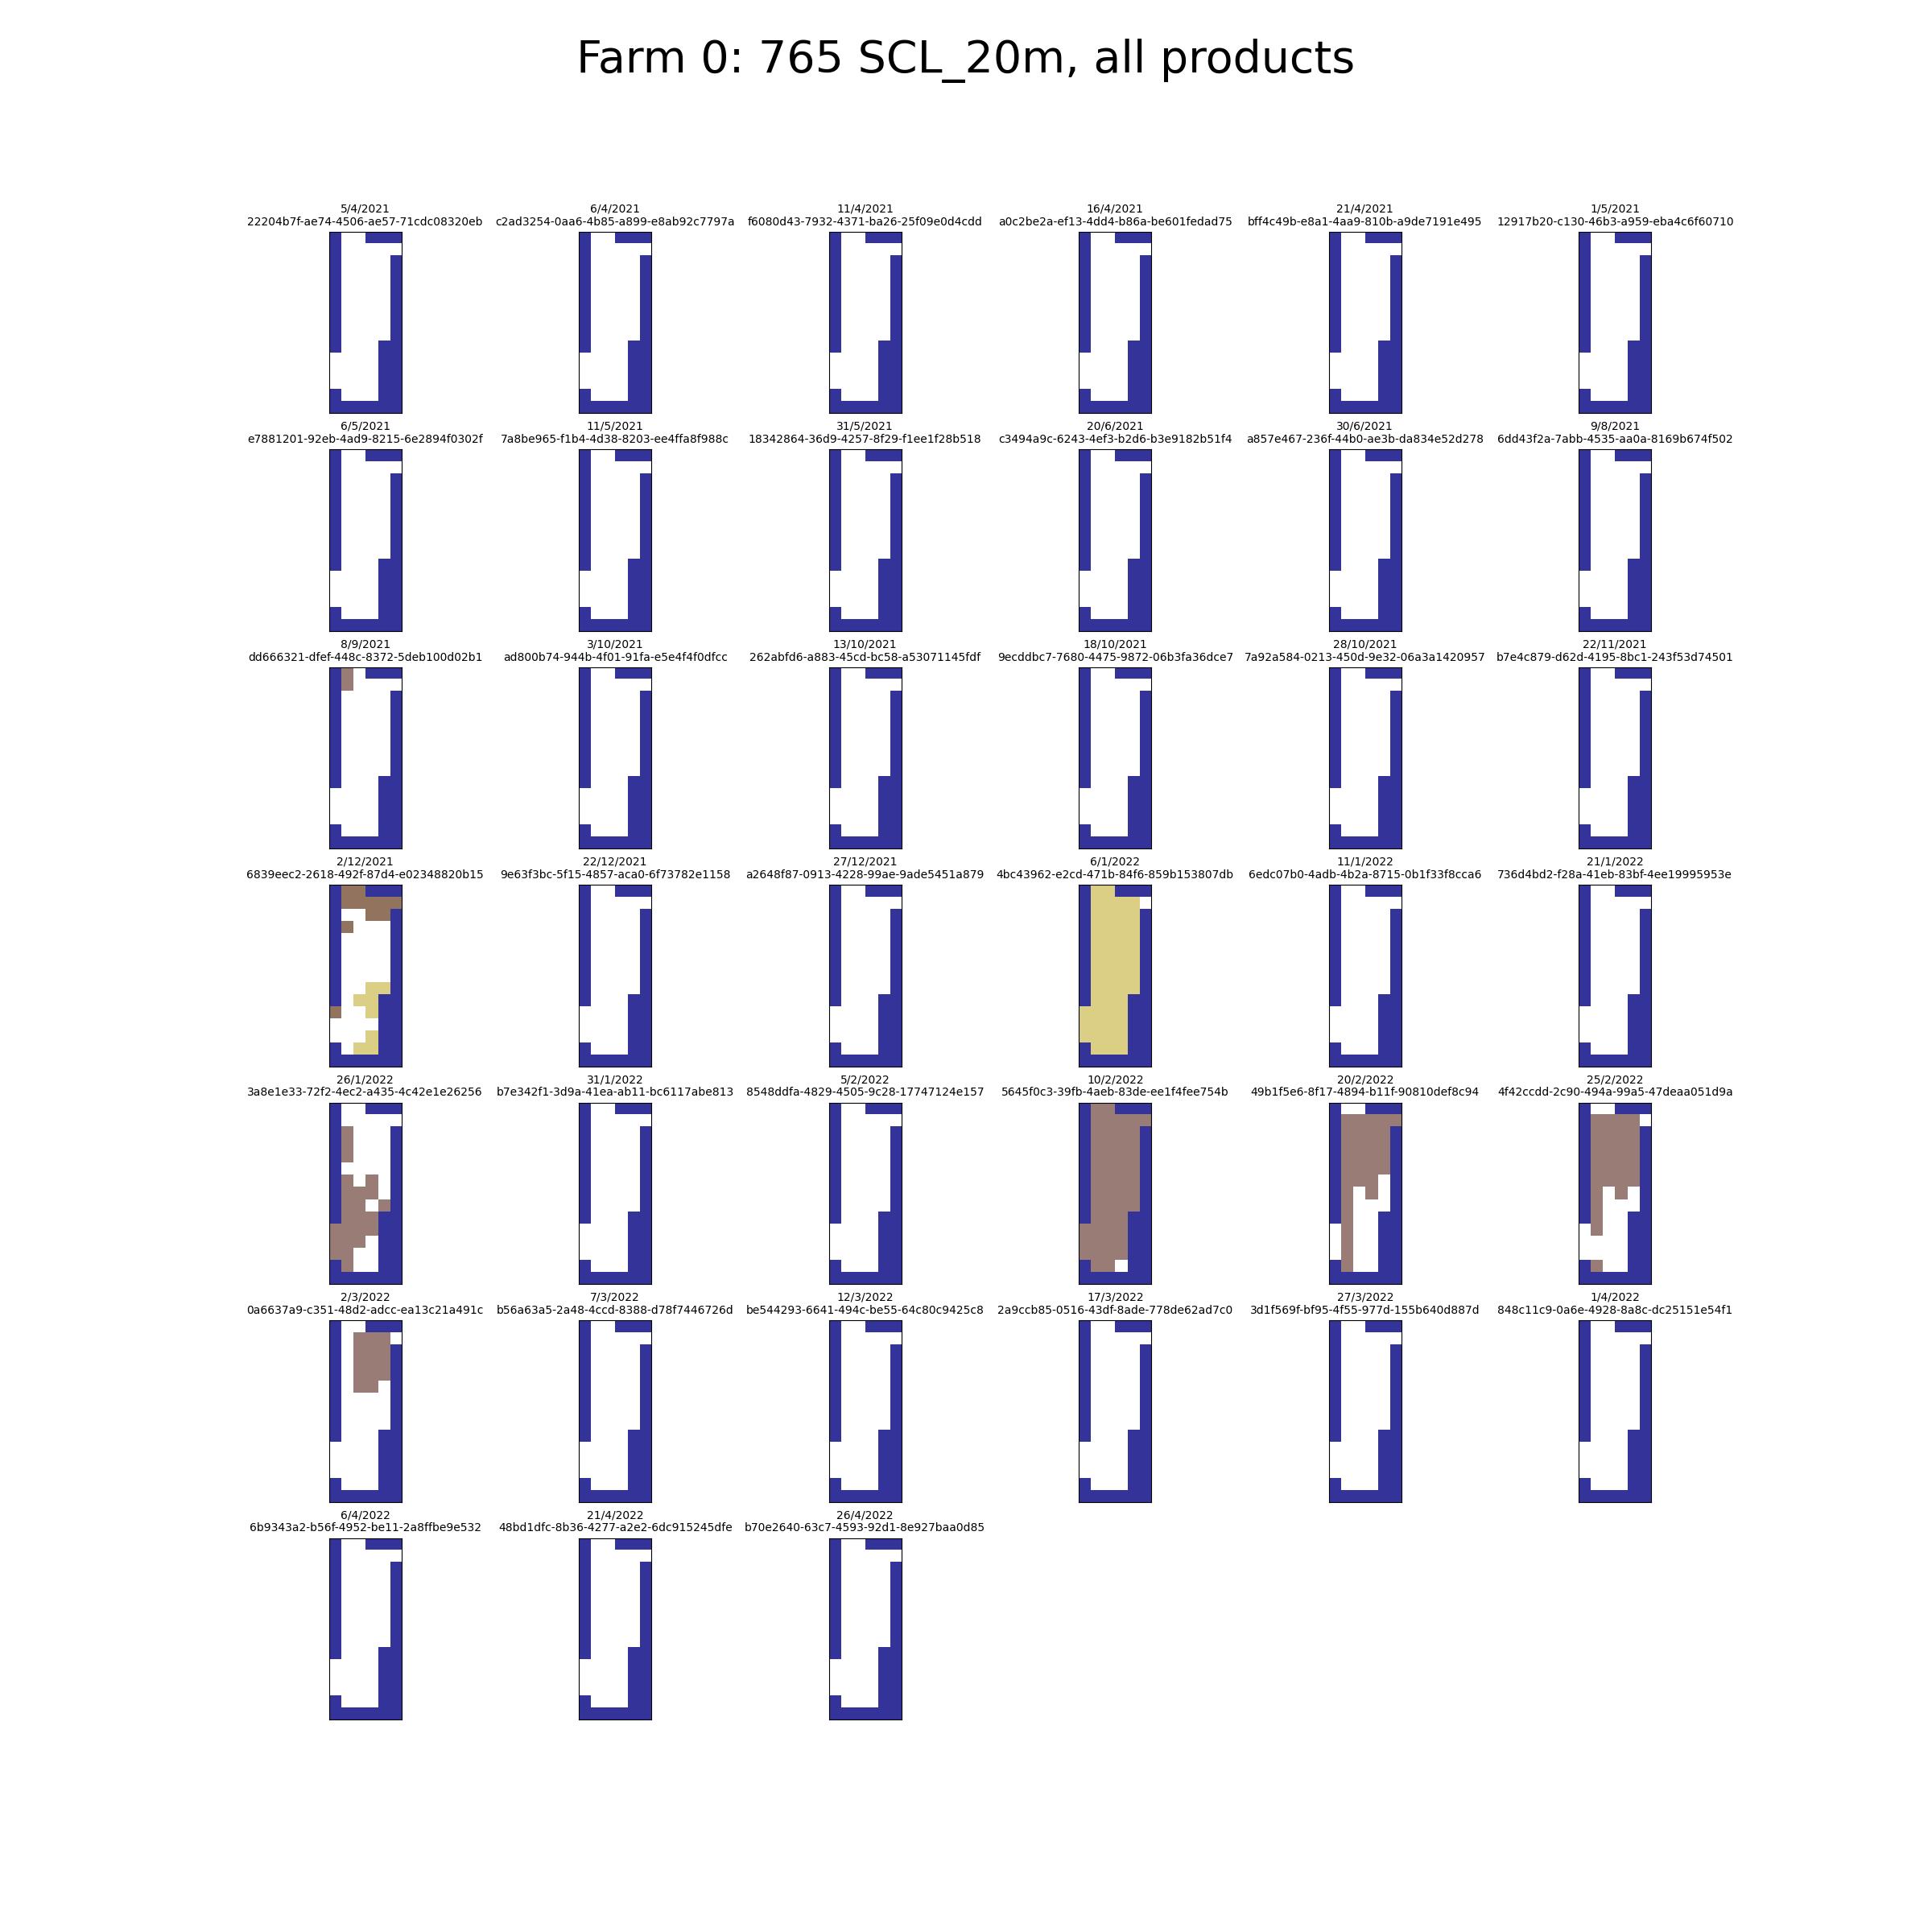 Farm 0: 765 SCL_20m, all products
5/4/2021
22204b7f-ae74-4506-ae57-71cdc08320eb
6/4/2021
c2ad3254-0aa6-4b85-a899-e8ab92c7797a
11/4/2021
f6080d43-7932-4371-ba26-25f09e0d4cdd
16/4/2021
a0c2be2a-ef13-4dd4-b86a-be601fedad75
21/4/2021
bff4c49b-e8a1-4aa9-810b-a9de7191e495
1/5/2021
12917b20-c130-46b3-a959-eba4c6f60710
6/5/2021
e7881201-92eb-4ad9-8215-6e2894f0302f
11/5/2021
7a8be965-f1b4-4d38-8203-ee4ffa8f988c
31/5/2021
18342864-36d9-4257-8f29-f1ee1f28b518
20/6/2021
c3494a9c-6243-4ef3-b2d6-b3e9182b51f4
30/6/2021
a857e467-236f-44b0-ae3b-da834e52d278
9/8/2021
6dd43f2a-7abb-4535-aa0a-8169b674f502
8/9/2021
dd666321-dfef-448c-8372-5deb100d02b1
3/10/2021
ad800b74-944b-4f01-91fa-e5e4f4f0dfcc
13/10/2021
262abfd6-a883-45cd-bc58-a53071145fdf
18/10/2021
9ecddbc7-7680-4475-9872-06b3fa36dce7
28/10/2021
7a92a584-0213-450d-9e32-06a3a1420957
22/11/2021
b7e4c879-d62d-4195-8bc1-243f53d74501
2/12/2021
6839eec2-2618-492f-87d4-e02348820b15
22/12/2021
9e63f3bc-5f15-4857-aca0-6f73782e1158
27/12/2021
a2648f87-0913-4228-99ae-9ade5451a879
6/1/2022
4bc43962-e2cd-471b-84f6-859b153807db
11/1/2022
6edc07b0-4adb-4b2a-8715-0b1f33f8cca6
21/1/2022
736d4bd2-f28a-41eb-83bf-4ee19995953e
26/1/2022
3a8e1e33-72f2-4ec2-a435-4c42e1e26256
31/1/2022
b7e342f1-3d9a-41ea-ab11-bc6117abe813
5/2/2022
8548ddfa-4829-4505-9c28-17747124e157
10/2/2022
5645f0c3-39fb-4aeb-83de-ee1f4fee754b
20/2/2022
49b1f5e6-8f17-4894-b11f-90810def8c94
25/2/2022
4f42ccdd-2c90-494a-99a5-47deaa051d9a
2/3/2022
0a6637a9-c351-48d2-adcc-ea13c21a491c
7/3/2022
b56a63a5-2a48-4ccd-8388-d78f7446726d
12/3/2022
be544293-6641-494c-be55-64c80c9425c8
17/3/2022
2a9ccb85-0516-43df-8ade-778de62ad7c0
27/3/2022
3d1f569f-bf95-4f55-977d-155b640d887d
1/4/2022
848c11c9-0a6e-4928-8a8c-dc25151e54f1
6/4/2022
6b9343a2-b56f-4952-be11-2a8ffbe9e532
21/4/2022
48bd1dfc-8b36-4277-a2e2-6dc915245dfe
26/4/2022
b70e2640-63c7-4593-92d1-8e927baa0d85